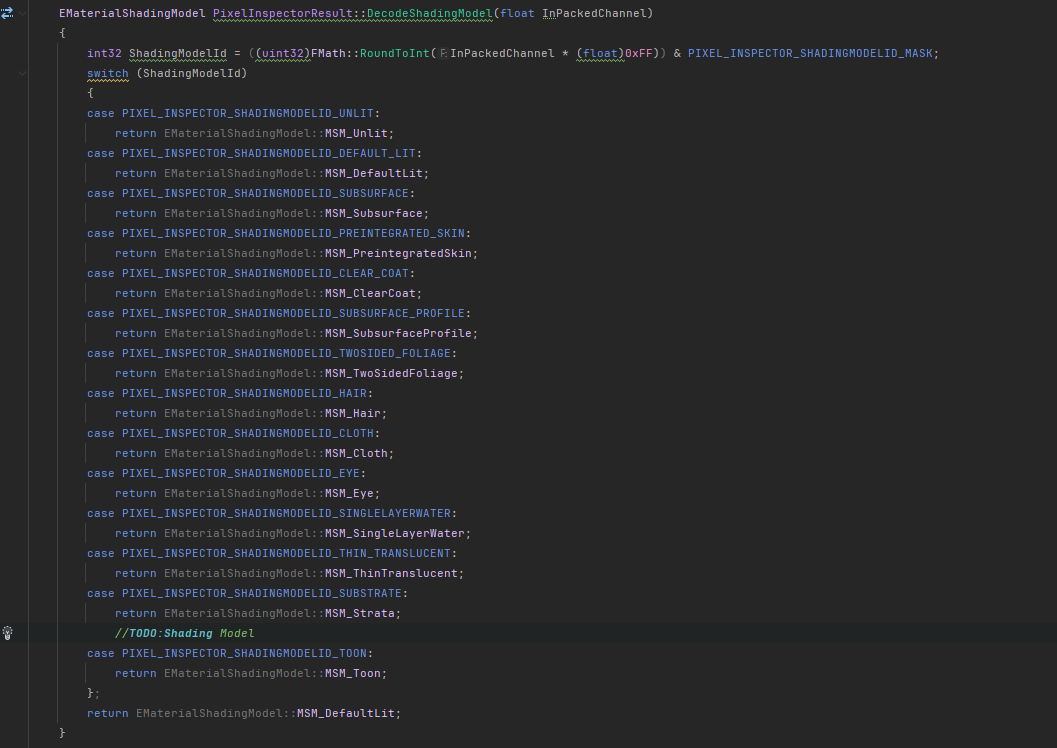 EMaterialShadingModel PixelInspectorResult::DecodeShadingModel(float InPackedChannel)
{
int32 ShadingModelId = ((uint32)FMath::RoundToInt( F: InPackedChannel * (float)0xFF)) & PIXEL_INSPECTOR_SHADINGMODELID_MASK;
switch (ShadingModelId)
{
case PIXEL_INSPECTOR_SHADINGMODELID_UNLIT:
return EMaterialShadingModel::MSM_Unlit;
case PIXEL_INSPECTOR_SHADINGMODELID_DEFAULT_LIT:
return EMaterialShadingModel::MSM_DefaultLit;
case PIXEL_INSPECTOR_SHADINGMODELID_SUBSURFACE:
return EMaterialShadingModel::MSM_Subsurface;
case PIXEL_INSPECTOR_SHADINGMODELID_PREINTEGRATED_SKIN:
return EMaterialShadingModel::MSM_PreintegratedSkin;
case PIXEL_INSPECTOR_SHADINGMODELID_CLEAR_COAT:
return EMaterialShadingModel::MSM_ClearCoat;
case PIXEL_INSPECTOR_SHADINGMODELID_SUBSURFACE_PROFILE:
return EMaterialShadingModel::MSM_SubsurfaceProfile;
case PIXEL_INSPECTOR_SHADINGMODELID_TWOSIDED_FOLIAGE:
return EMaterialShadingModel::MSM_TwoSidedFoliage;
case PIXEL_INSPECTOR_SHADINGMODELID_HAIR:
return EMaterialShadingModel::MSM_Hair;
case PIXEL_INSPECTOR_SHADINGMODELID_CLOTH:
return EMaterialShadingModel::MSM_Cloth;
case PIXEL_INSPECTOR_SHADINGMODELID_EYE:
return EMaterialShadingModel::MSM_Eye;
case PIXEL_INSPECTOR_SHADINGMODELID_SINGLELAYERWATER:
return EMaterialShadingModel::MSM_SingleLayerWater;
case PIXEL_INSPECTOR_SHADINGMODELID_THIN_TRANSLUCENT:
return EMaterialShadingModel::MSM_ThinTranslucent;
case PIXEL_INSPECTOR_SHADINGMODELID_SUBSTRATE:
return EMaterialShadingModel::MSM_Strata;
//TODO:Shading Model
case PIXEL_INSPECTOR_SHADINGMODELID_TOON:
return EMaterialShadingModel::MSM_Toon;
};
return EMaterialShadingModel::MSM_DefaultLit;
}